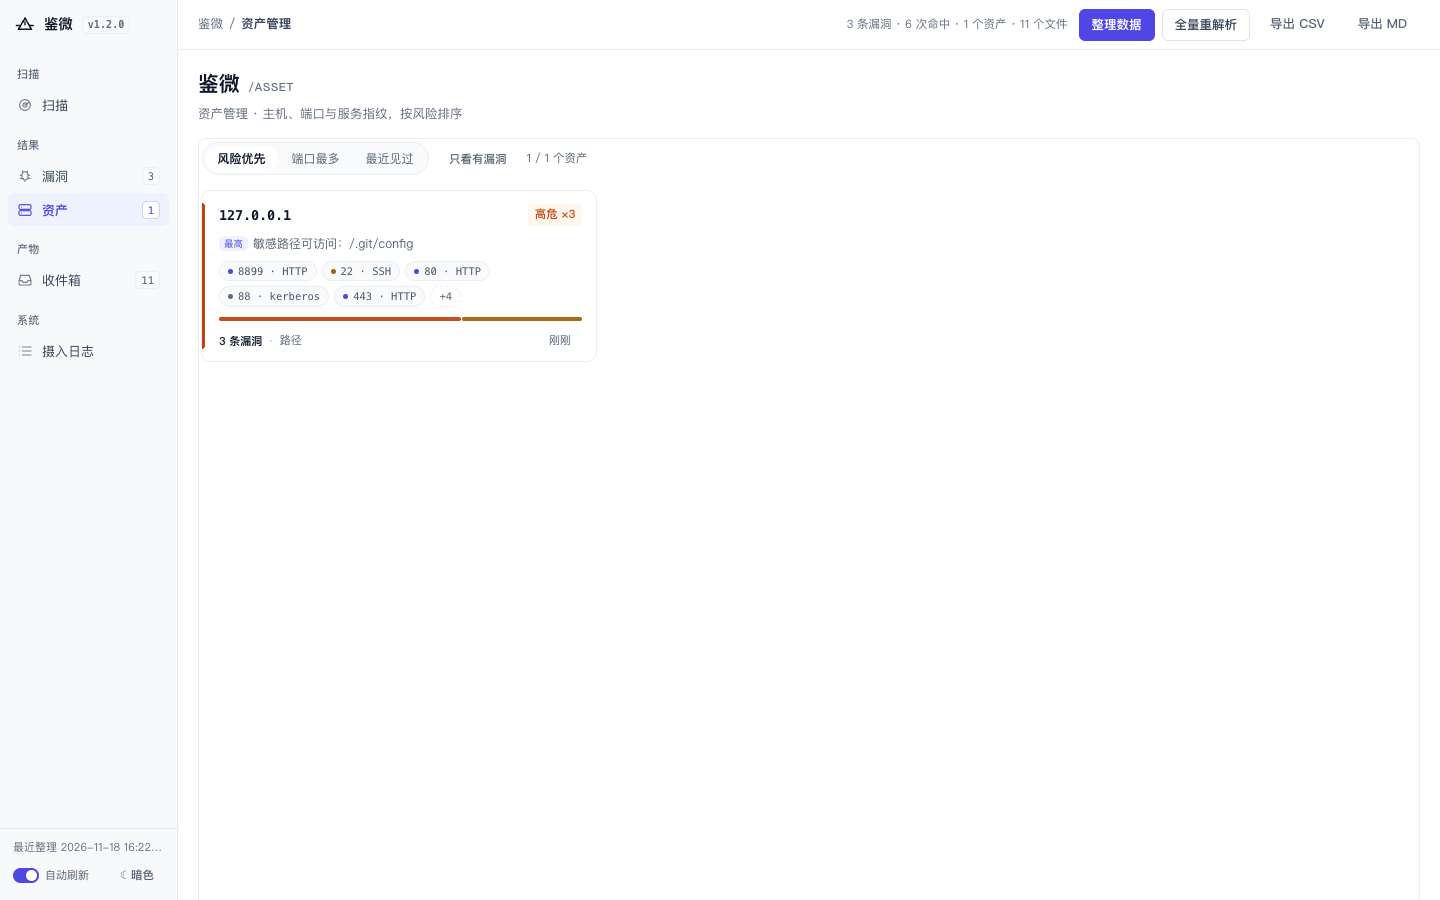 鉴微 v1.2.0
扫描
扫描
结果
漏洞 3
资产 1
产物
收件箱 11
系统
摄入日志
最近整理 2026-11-18 16:22...
自动刷新 ☾暗色
鉴微 / 资产管理
3 条漏洞 · 6 次命中 · 1 个资产 · 11 个文件 整理数据 全量重解析 导出 CSV 导出 MD
鉴微 /ASSET
资产管理 · 主机、端口与服务指纹，按风险排序
风险优先 端口最多 最近见过 只看有漏洞 1 / 1 个资产
127.0.0.1 高危 ×3
最高 敏感路径可访问：/.git/config
8899 · HTTP 22 · SSH 80 · HTTP
88 · kerberos 443 · HTTP +4
3 条漏洞 · 路径 刚刚